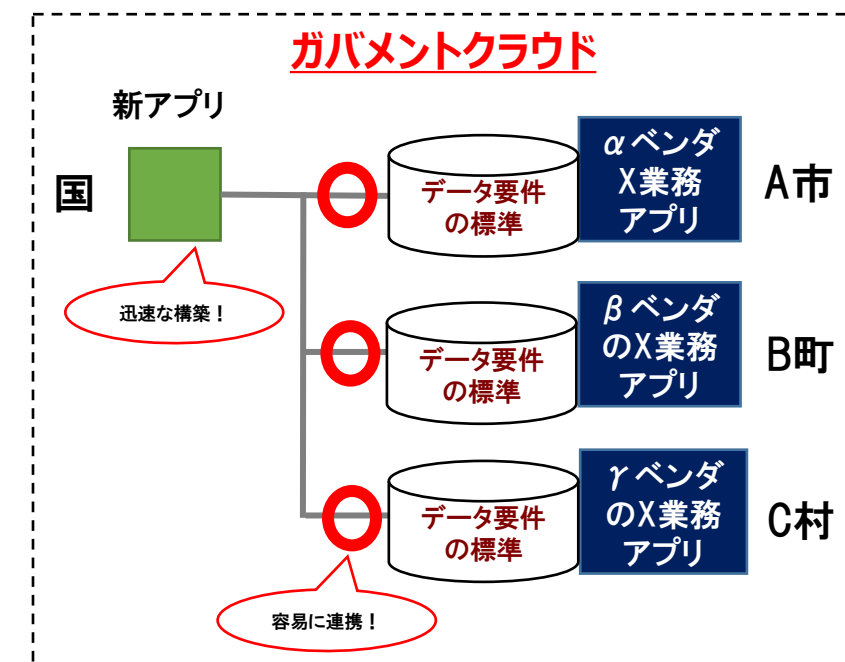 ガバメントクラウド
新アプリ
国
迅速な構築！
データ要件
の標準
αベンダ
X業務
アプリ
A市
データ要件
の標準
βベンダ
のX業務
アプリ
B町
データ要件
の標準
γベンダ
のX業務
アプリ
C村
容易に連携！